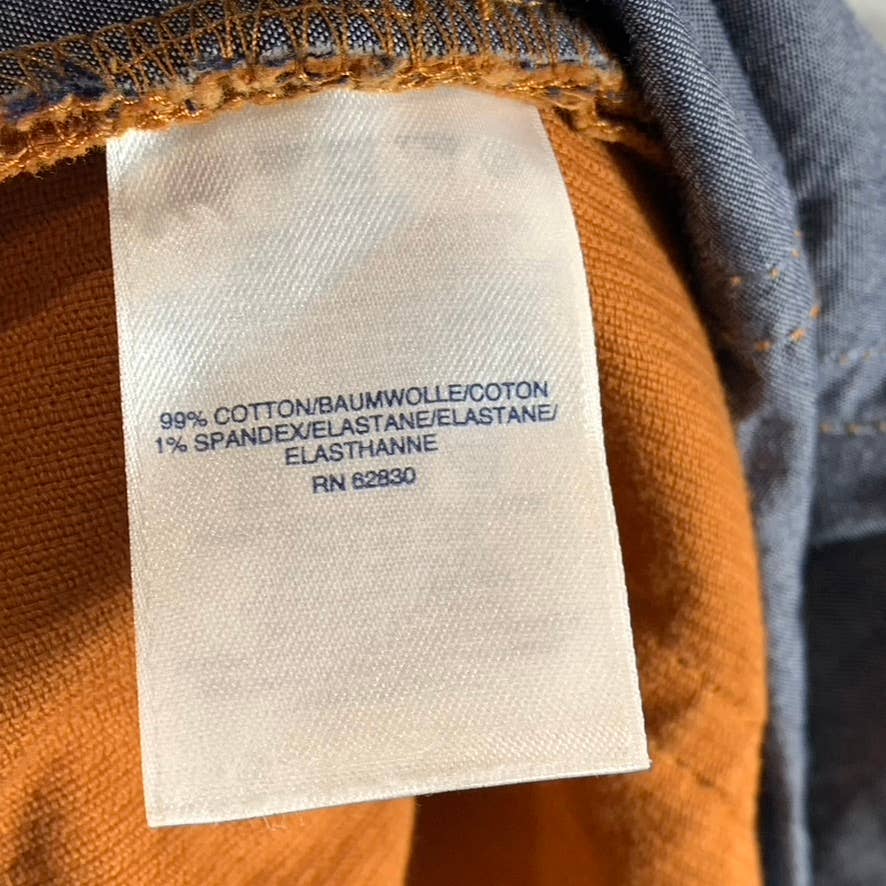 99% COTTON/BAUMWOLLE/COTON
1% SPANDEX/ELASTANE/ELASTANE/
ELASTHANNE
RN 62830